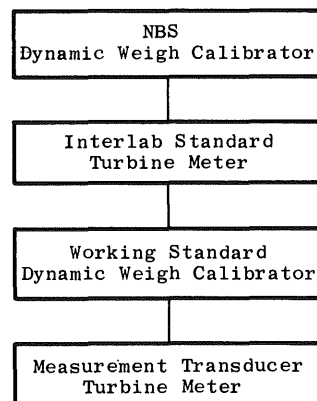 NBS
Dynamic Weigh Calibrator
Interlab Standard
Turbine Meter
Working Standard
Dynamic Weigh Calibrator
Measurement Transducer
Turbine Meter